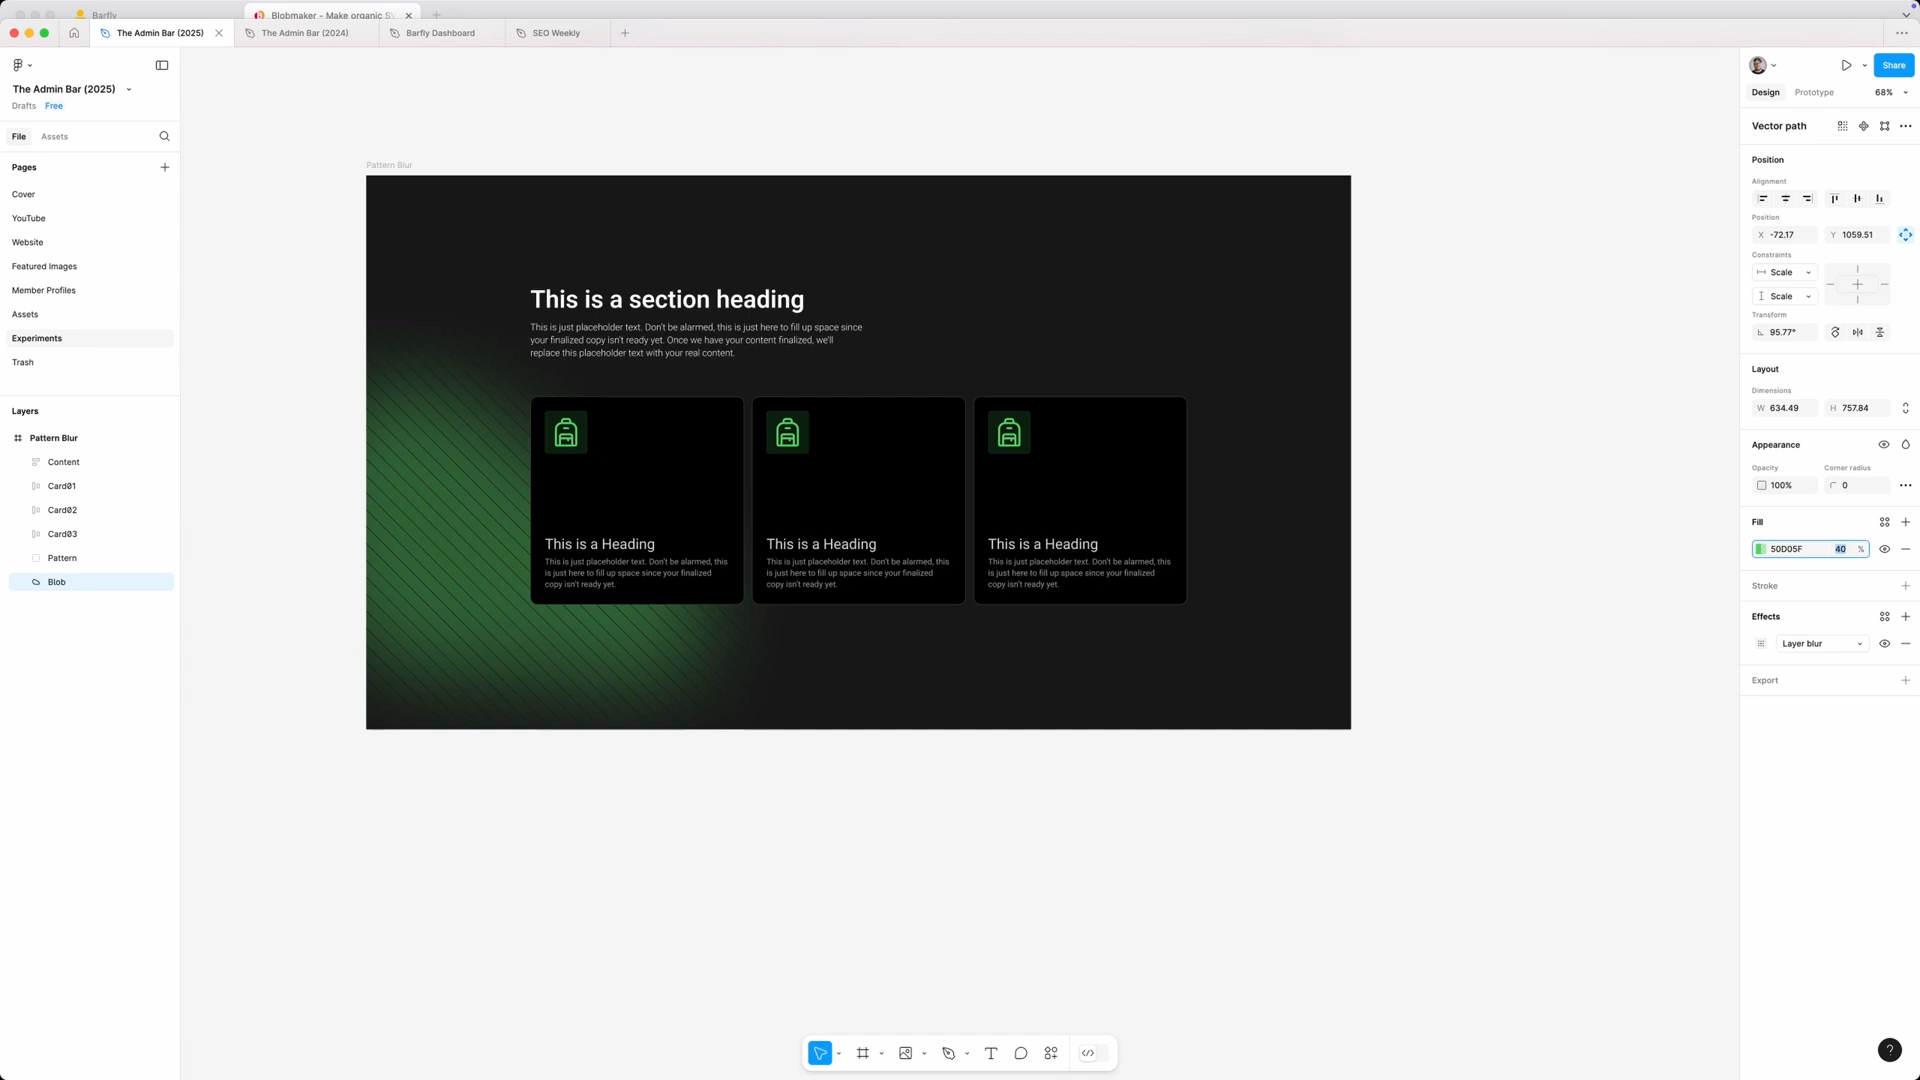 Barfly
Blobmaker - Make organic SV
The Admin Bar (2025)
The Admin Bar (2024)
Barfly Dashboard
SEO Weekly
The Admin Bar (2025)
Drafts
Free
File
Assets
Pages
Cover
YouTube
Website
Featured Images
Member Profiles
Assets
Experiments
Trash
Layers
Pattern Blur
Content
Card01
Card02
Card03
Pattern
Blob
Pattern Blur
This is a section heading
This is just placeholder text. Don't be alarmed, this is just here to fill up space since
your finalized copy isn't ready yet. Once we have your content finalized, we'll
replace this placeholder text with your real content.
This is a Heading
This is just placeholder text. Don't be alarmed, this
is just here to fill up space since your finalized
copy isn't ready yet.
This is a Heading
This is just placeholder text. Don't be alarmed, this
is just here to fill up space since your finalized
copy isn't ready yet.
This is a Heading
This is just placeholder text. Don't be alarmed, this
is just here to fill up space since your finalized
copy isn't ready yet.
Share
Design
Prototype
68%
Vector path
Position
Alignment
Position
X -72.17
Y 1059.51
Constraints
Scale
Scale
Transform
95.77°
Layout
Dimensions
W 634.49
H 757.84
Appearance
Opacity
Corner radius
100%
0
Fill
50D05F 40 %
Stroke
Effects
Layer blur
Export
?